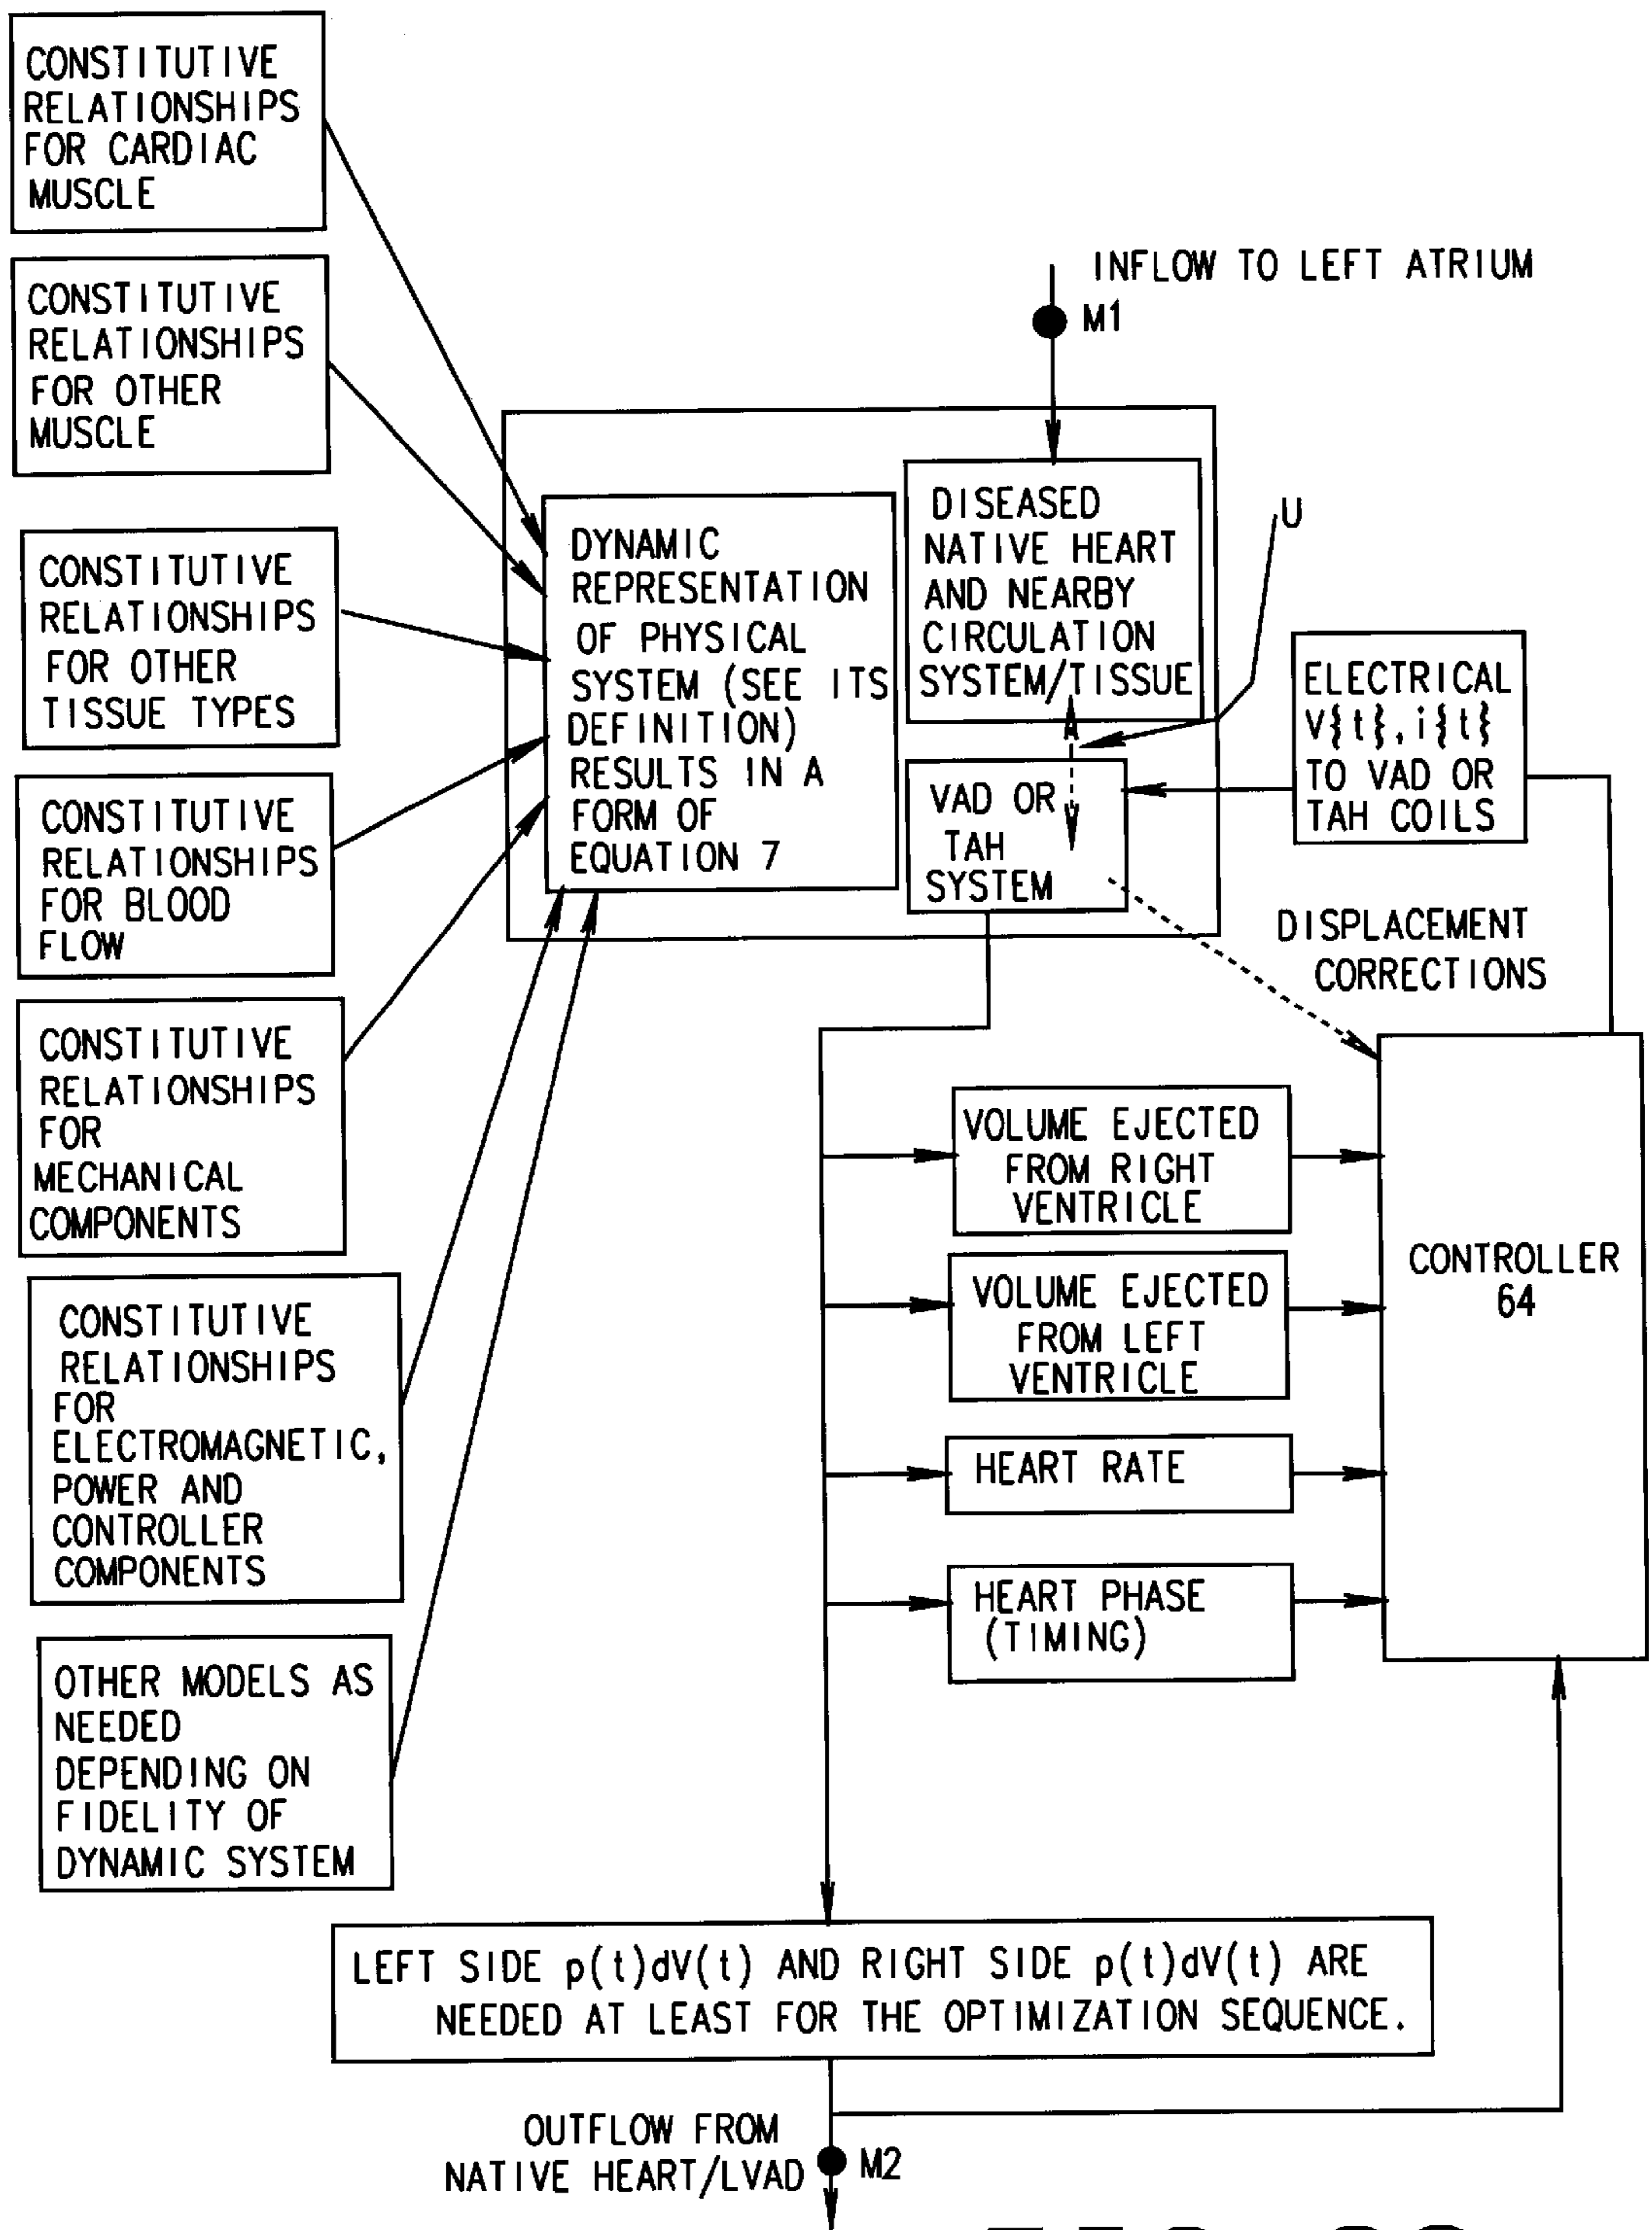 CONSTITUTIVE
RELATIONSHIPS
FOR CARDIAC
MUSCLE
CONSTITUTIVE
RELATIONSHIPS
FOR OTHER
MUSCLE
CONSTITUTIVE
RELATIONSHIPS
FOR OTHER
TISSUE TYPES
CONSTITUTIVE
RELATIONSHIPS
FOR BLOOD
FLOW
CONSTITUTIVE
RELATIONSHIPS
FOR
MECHANICAL
COMPONENTS
CONSTITUTIVE
RELATIONSHIPS
FOR
ELECTROMAGNETIC,
POWER AND
CONTROLLER
COMPONENTS
OTHER MODELS AS
NEEDED
DEPENDING ON
FIDELITY OF
DYNAMIC SYSTEM
INFLOW TO LEFT ATRIUM
M1
DYNAMIC
REPRESENTATION
OF PHYSICAL
SYSTEM (SEE ITS
DEFINITION)
RESULTS IN A
FORM OF
EQUATION 7
DISEASED
NATIVE HEART
AND NEARBY
CIRCULATION
SYSTEM/TISSUE
U
VAD OR
TAH
SYSTEM
ELECTRICAL
V{t},i{t}
TO VAD OR
TAH COILS
DISPLACEMENT
CORRECTIONS
VOLUME EJECTED
FROM RIGHT
VENTRICLE
VOLUME EJECTED
FROM LEFT
VENTRICLE
HEART RATE
HEART PHASE
(TIMING)
CONTROLLER
64
LEFT SIDE p(t)dV(t) AND RIGHT SIDE p(t)dV(t) ARE
NEEDED AT LEAST FOR THE OPTIMIZATION SEQUENCE.
OUTFLOW FROM
NATIVE HEART/LVAD
M2